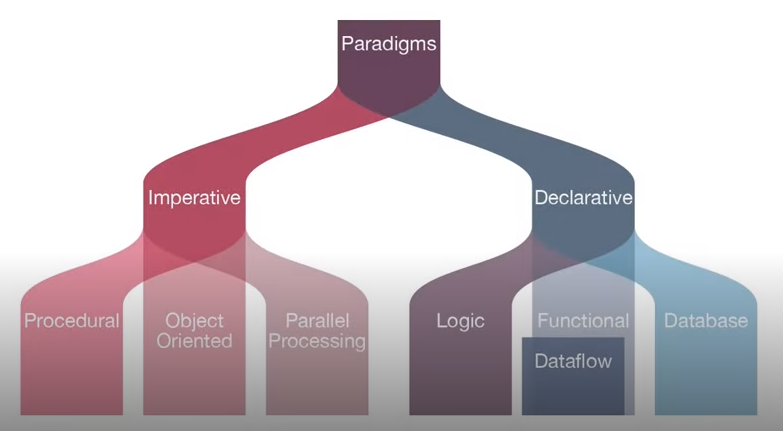 Paradigms
Imperative
Declarative
Procedural
Object
Oriented
Parallel
Processing
Logic
Functional
Dataflow
Database